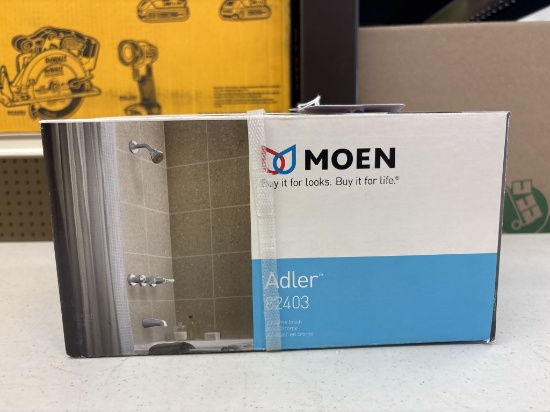 MOEN
Buy it for looks. Buy it for life.®
Adler™
82403